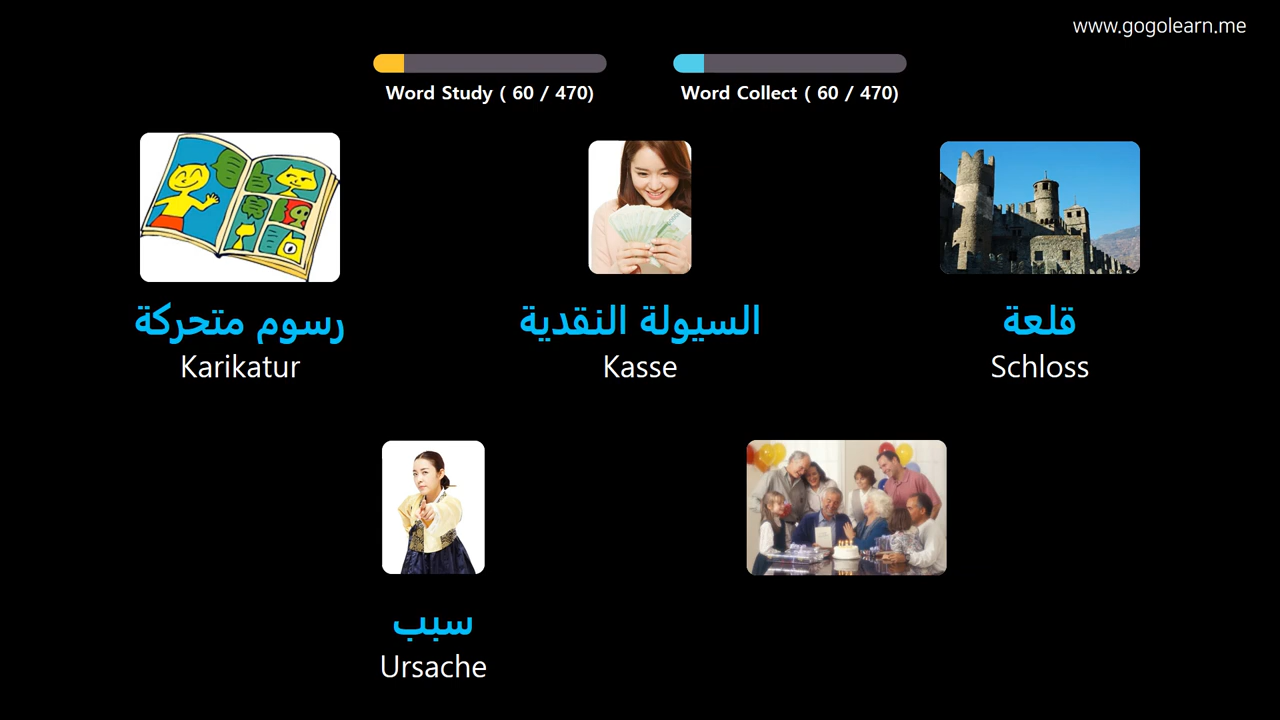 www.gogolearn.me
Word Study ( 60 / 470)
Word Collect ( 60 / 470)
رسوم متحركة
Karikatur
السيولة النقدية
Kasse
قلعة
Schloss
سبب
Ursache